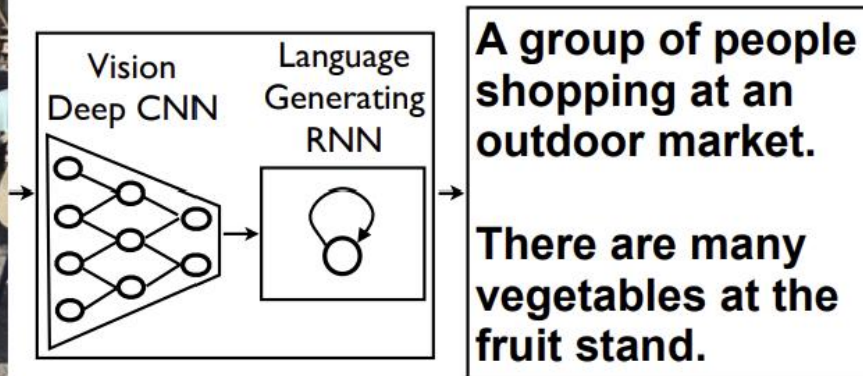 Vision
Deep CNN
Language
Generating
RNN
A group of people
shopping at an
outdoor market.
There are many
vegetables at the
fruit stand.